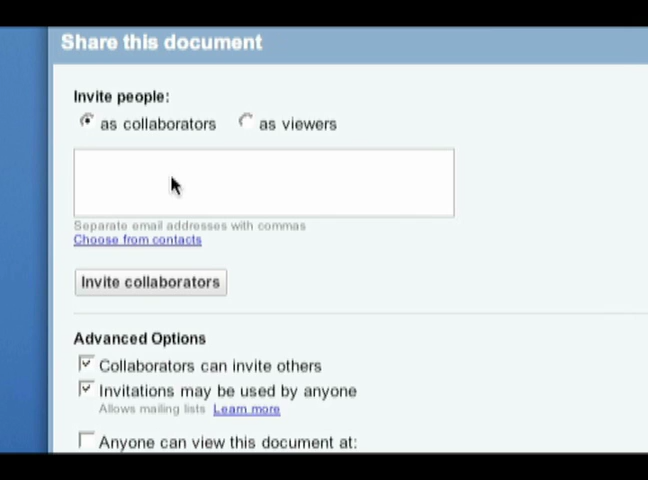 Share this document
Invite people:
as collaborators as viewers
Separate email addresses with commas
Choose from contacts
Invite collaborators
Advanced Options
Collaborators can invite others
Invitations may be used by anyone
Allows mailing lists Learn more
Anyone can view this document at: